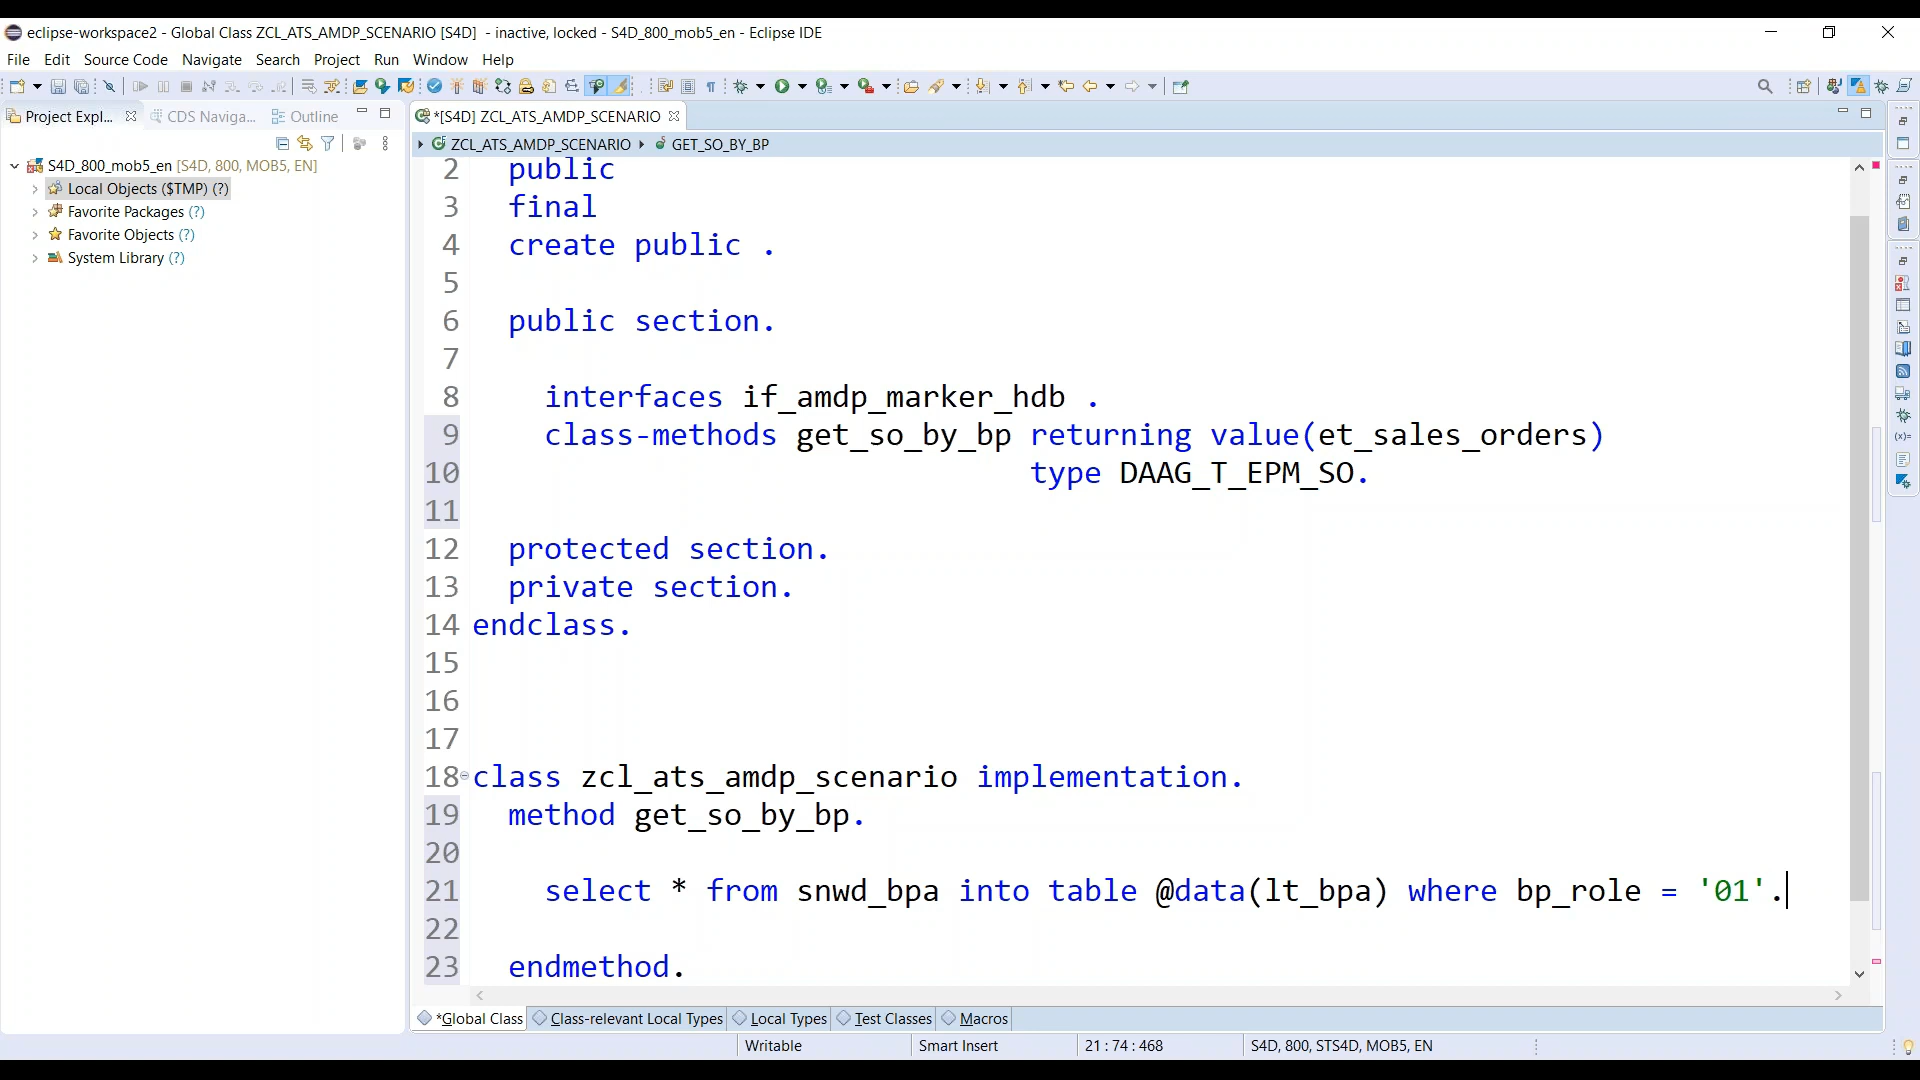 eclipse-workspace2 - Global Class ZCL_ATS_AMDP_SCENARIO [S4D] - inactive, locked - S4D_800_mob5_en - Eclipse IDE
File Edit Source Code Navigate Search Project Run Window Help
Project Expl... CDS Naviga... Outline
*[S4D] ZCL_ATS_AMDP_SCENARIO
ZCL_ATS_AMDP_SCENARIO GET_SO_BY_BP
S4D_800_mob5_en [S4D, 800, MOB5, EN]
Local Objects ($TMP) (?)
Favorite Packages (?)
Favorite Objects (?)
System Library (?)
2 public
3 final
4 create public .
5
6 public section.
7
8 interfaces if_amdp_marker_hdb .
9 class-methods get_so_by_bp returning value(et_sales_orders)
10 type DAAG_T_EPM_SO.
11
12 protected section.
13 private section.
14 endclass.
15
16
17
18 class zcl_ats_amdp_scenario implementation.
19 method get_so_by_bp.
20
21 select * from snwd_bpa into table @data(lt_bpa) where bp_role = '01'.
22
23 endmethod.
*Global Class Class-relevant Local Types Local Types Test Classes Macros
Writable Smart Insert 21 : 74 : 468 S4D, 800, STS4D, MOB5, EN